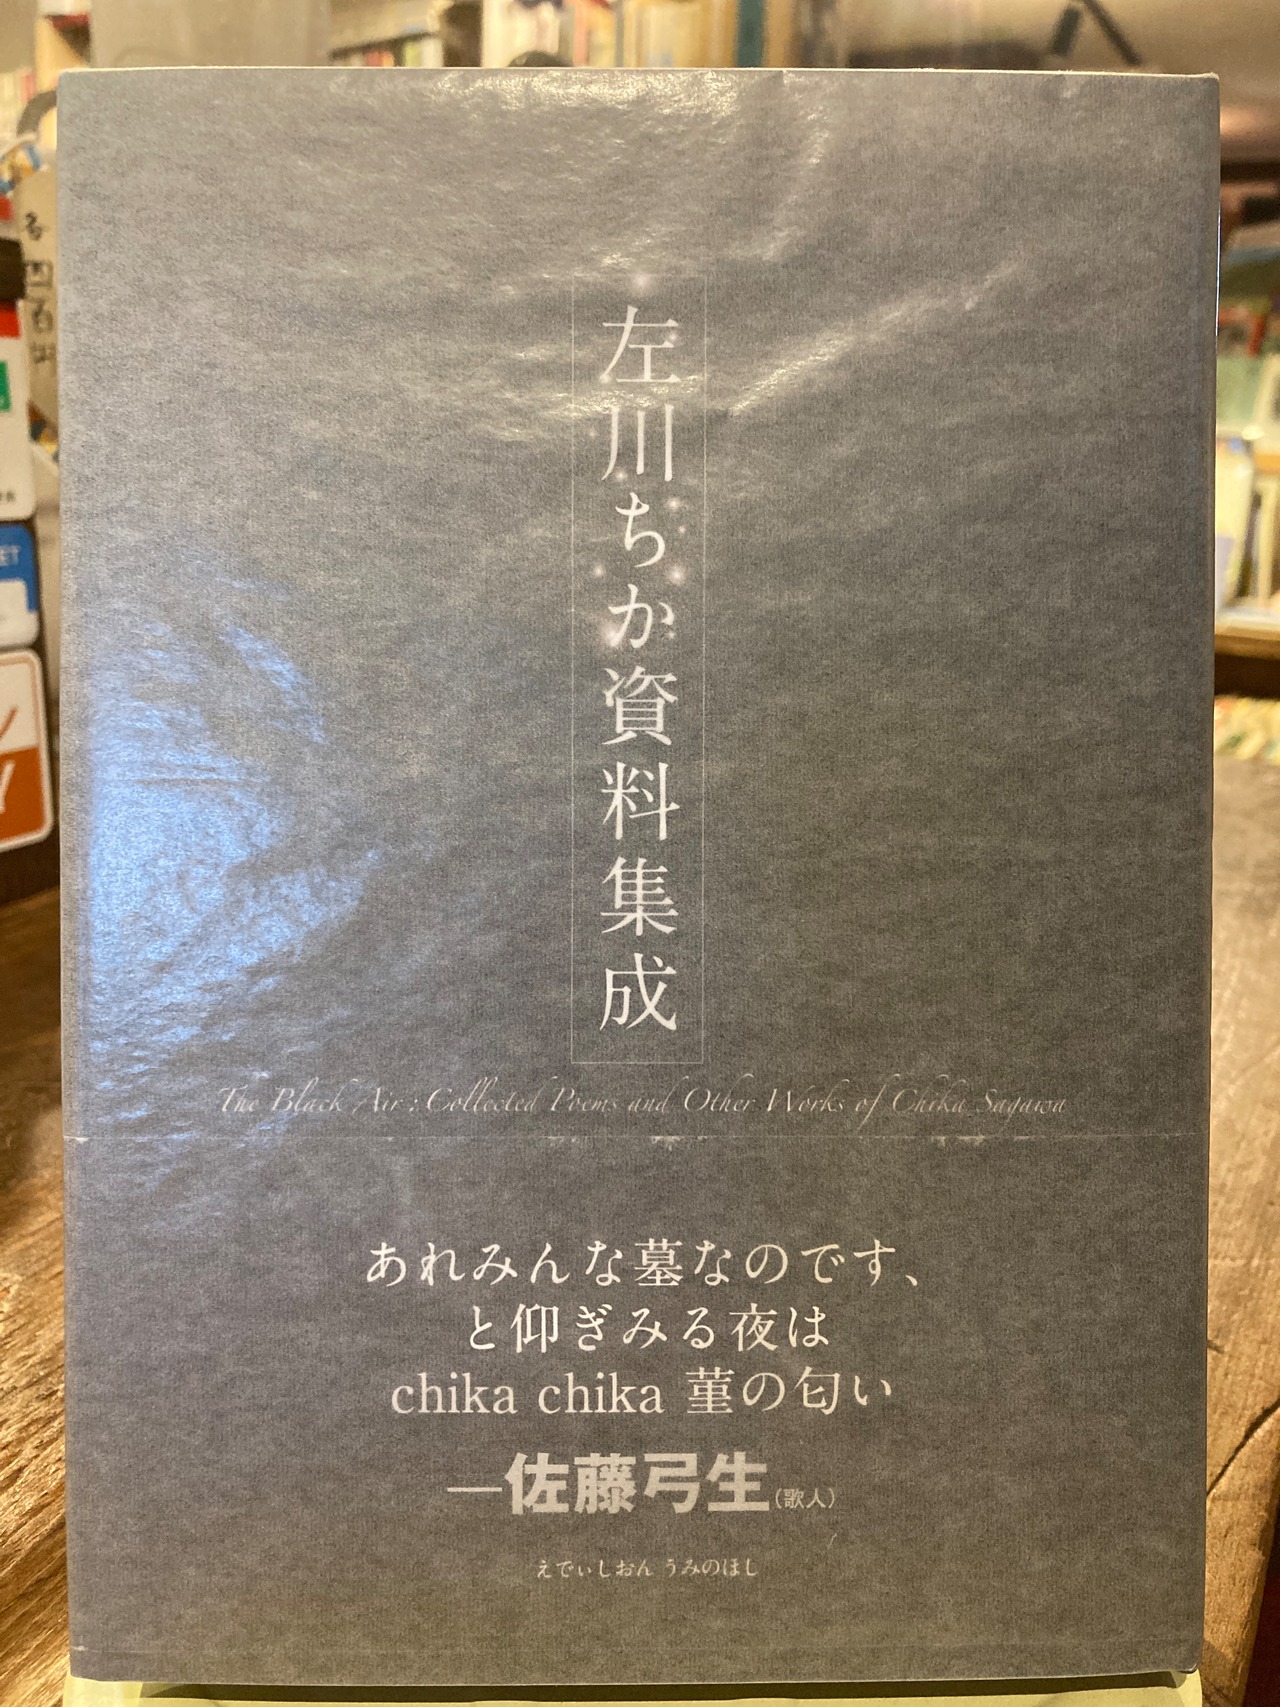 左川ちか資料集成
The Black Air : Collected Poems and Other Works of Chika Sagawa
あれみんな墓なのです、
と仰ぎみる夜は
chika chika 菫の匂い
―佐藤弓生(歌人)
えでぃしおん うみのほし